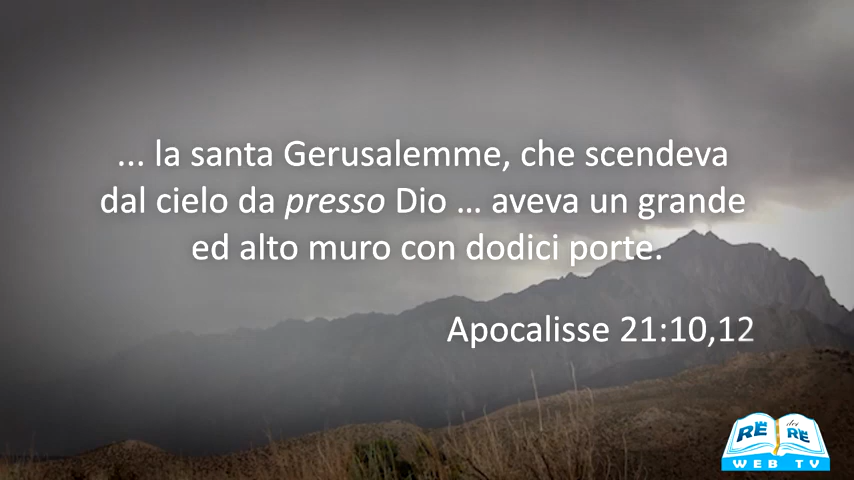 ... la santa Gerusalemme, che scendeva
dal cielo da presso Dio ... aveva un grande
ed alto muro con dodici porte.
Apocalisse 21:10,12
RE dei RE
WEB TV